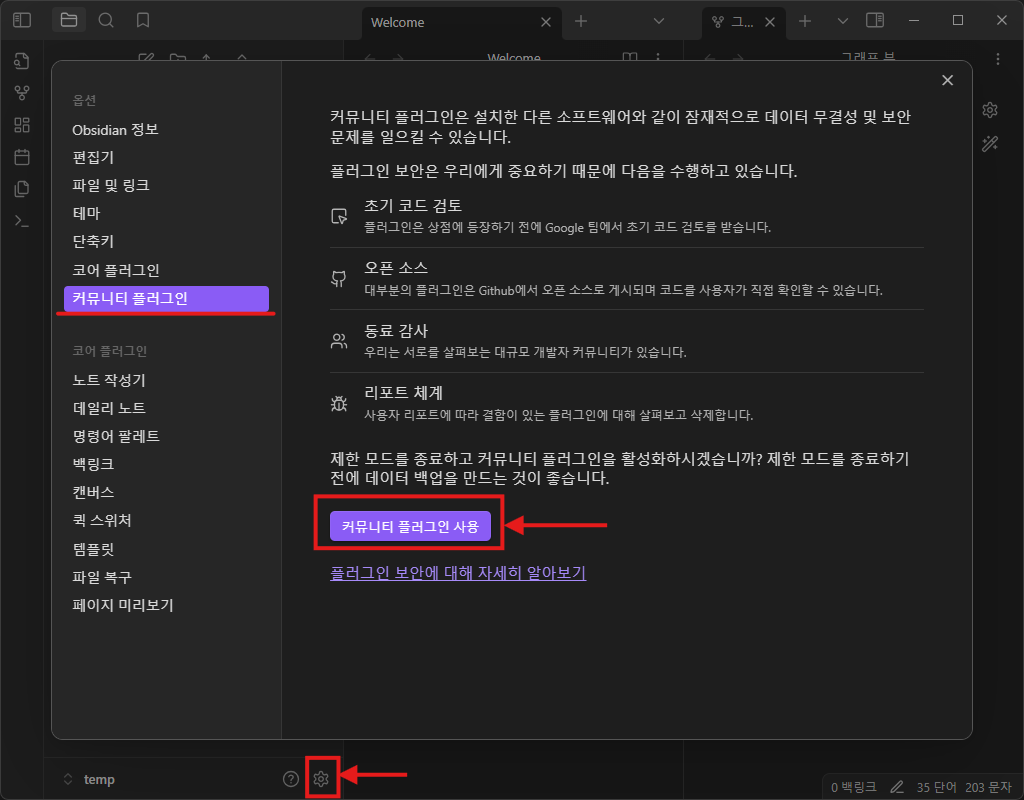 Welcome
그...
Welcome
그래프 뷰
옵션
Obsidian 정보
편집기
파일 및 링크
테마
단축키
코어 플러그인
커뮤니티 플러그인
코어 플러그인
노트 작성기
데일리 노트
명령어 팔레트
백링크
캔버스
퀵 스위처
템플릿
파일 복구
페이지 미리보기
커뮤니티 플러그인은 설치한 다른 소프트웨어와 같이 잠재적으로 데이터 무결성 및 보안
문제를 일으킬 수 있습니다.
플러그인 보안은 우리에게 중요하기 때문에 다음을 수행하고 있습니다.
초기 코드 검토
플러그인은 상점에 등장하기 전에 Google 팀에서 초기 코드 검토를 받습니다.
오픈 소스
대부분의 플러그인은 Github에서 오픈 소스로 게시되며 코드를 사용자가 직접 확인할 수 있습니다.
동료 감사
우리는 서로를 살펴보는 대규모 개발자 커뮤니티가 있습니다.
리포트 체계
사용자 리포트에 따라 결함이 있는 플러그인에 대해 살펴보고 삭제합니다.
제한 모드를 종료하고 커뮤니티 플러그인을 활성화하시겠습니까? 제한 모드를 종료하기
전에 데이터 백업을 만드는 것이 좋습니다.
커뮤니티 플러그인 사용
플러그인 보안에 대해 자세히 알아보기
temp
0 백링크 35 단어 203 문자